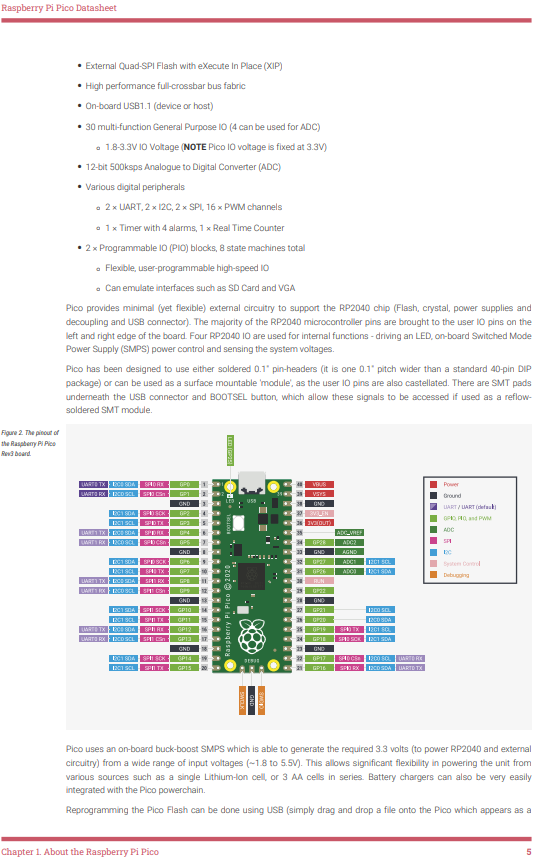 Raspberry Pi Pico Datasheet
• External Quad-SPI Flash with eXecute In Place (XIP)
• High performance full-crossbar bus fabric
• On-board USB1.1 (device or host)
• 30 multi-function General Purpose IO (4 can be used for ADC)
◦ 1.8-3.3V IO Voltage (NOTE Pico IO voltage is fixed at 3.3V)
• 12-bit 500ksps Analogue to Digital Converter (ADC)
• Various digital peripherals
◦ 2 × UART, 2 × I2C, 2 × SPI, 16 × PWM channels
◦ 1 × Timer with 4 alarms, 1 × Real Time Counter
• 2 × Programmable IO (PIO) blocks, 8 state machines total
◦ Flexible, user-programmable high-speed IO
◦ Can emulate interfaces such as SD Card and VGA
Pico provides minimal (yet flexible) external circuitry to support the RP2040 chip (Flash, crystal, power supplies and
decoupling and USB connector). The majority of the RP2040 microcontroller pins are brought to the user IO pins on the
left and right edge of the board. Four RP2040 IO are used for internal functions - driving an LED, on-board Switched Mode
Power Supply (SMPS) power control and sensing the system voltages.
Pico has been designed to use either soldered 0.1" pin-headers (it is one 0.1" pitch wider than a standard 40-pin DIP
package) or can be used as a surface mountable 'module', as the user IO pins are also castellated. There are SMT pads
underneath the USB connector and BOOTSEL button, which allow these signals to be accessed if used as a reflow-
soldered SMT module.
Figure 2. The pinout of
the Raspberry Pi Pico
Rev3 board.
LED (GP25)
UART0 TX I2C0 SDA SPI0 RX GP0 1
UART0 RX I2C0 SCL SPI0 CSn GP1 2
GND 3
I2C1 SDA SPI0 SCK GP2 4
I2C1 SCL SPI0 TX GP3 5
UART1 TX I2C0 SDA SPI0 RX GP4 6
UART1 RX I2C0 SCL SPI0 CSn GP5 7
GND 8
I2C1 SDA SPI0 SCK GP6 9
I2C1 SCL SPI0 TX GP7 10
UART1 TX I2C0 SDA SPI1 RX GP8 11
UART1 RX I2C0 SCL SPI1 CSn GP9 12
GND 13
I2C1 SDA SPI1 SCK GP10 14
I2C1 SCL SPI1 TX GP11 15
UART0 TX I2C0 SDA SPI1 RX GP12 16
UART0 RX I2C0 SCL SPI1 CSn GP13 17
GND 18
I2C1 SDA SPI1 SCK GP14 19
I2C1 SCL SPI1 TX GP15 20
LED
USB
BOOTSEL
Raspberry Pi Pico © 2020
DEBUG
40 VBUS
39 VSYS
38 GND
37 3V3_EN
36 3V3(OUT)
35 ADC_VREF
34 GP28 ADC2
33 GND AGND
32 GP27 ADC1 I2C1 SCL
31 GP26 ADC0 I2C1 SDA
30 RUN
29 GP22
28 GND
27 GP21 I2C0 SCL
26 GP20 I2C0 SDA
25 GP19 SPI0 TX I2C1 SCL
24 GP18 SPI0 SCK I2C1 SDA
23 GND
22 GP17 SPI0 CSn I2C0 SCL UART0 RX
21 GP16 SPI0 RX I2C0 SDA UART0 TX
SWCLK
GND
SWDIO
Power
Ground
UART / UART (default)
GPIO, PIO, and PWM
ADC
SPI
I2C
System Control
Debugging
Pico uses an on-board buck-boost SMPS which is able to generate the required 3.3 volts (to power RP2040 and external
circuitry) from a wide range of input voltages (~1.8 to 5.5V). This allows significant flexibility in powering the unit from
various sources such as a single Lithium-Ion cell, or 3 AA cells in series. Battery chargers can also be very easily
integrated with the Pico powerchain.
Reprogramming the Pico Flash can be done using USB (simply drag and drop a file onto the Pico which appears as a
Chapter 1. About the Raspberry Pi Pico 5